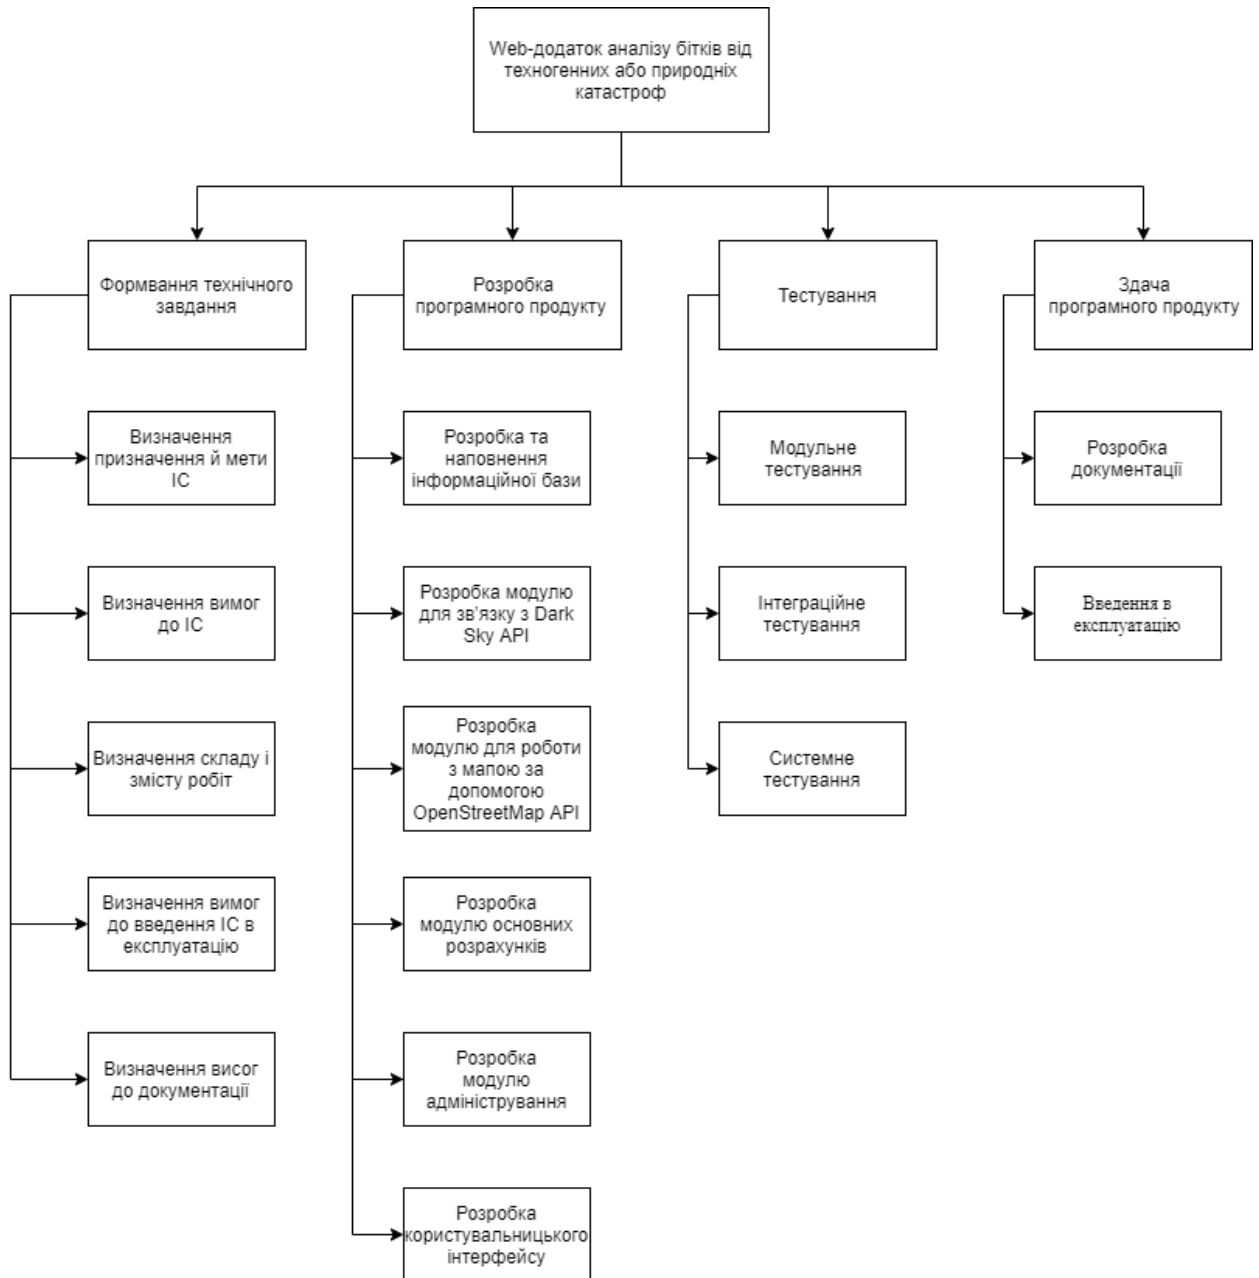 Web-додаток аналізу бітків від
техногенних або природніх
катастроф
Формвання технічного
завдання
Розробка
програмного продукту
Тестування
Здача
програмного продукту
Визначення
призначення й мети
ІС
Визначення вимог
до ІС
Визначення складу і
змісту робіт
Визначення вимог
до введення ІС в
експлуатацію
Визначення висог
до документації
Розробка та
наповнення
інформаційної бази
Розробка модулю
для зв'язку з Dark
Sky API
Розробка
модулю для роботи
з мапою за
допомогою
OpenStreetMap API
Розробка
модулю основних
розрахунків
Розробка
модулю
адміністрування
Розробка
користувальницького
інтерфейсу
Модульне
тестування
Інтеграційне
тестування
Системне
тестування
Розробка
документації
Введення в
експлуатацію